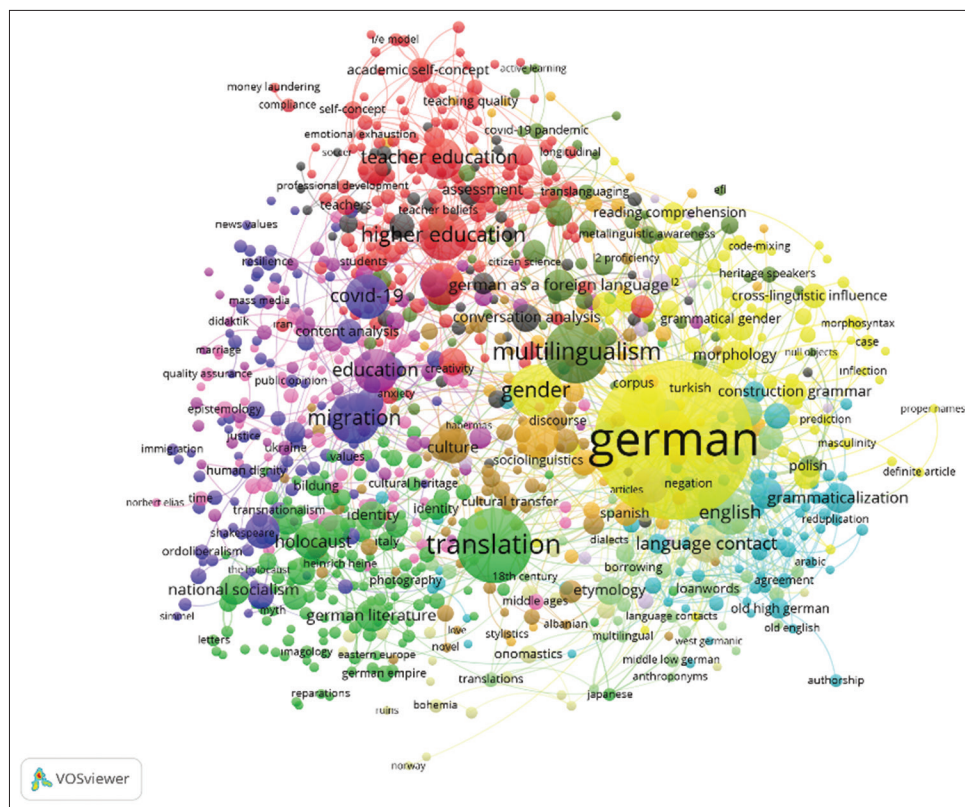 i/e model
academic self-concept
active learning
money laundering
compliance
teaching quality
self-concept
emotional exhaustion
covid-19 pandemic
soccer
teacher education
longitudinal
professional development
assessment
translanguaging
efl
teachers
teacher beliefs
reading comprehension
news values
higher education
metalinguistic awareness
code-mixing
resilience
students
citizen science
l2 proficiency
heritage speakers
covid-19
german as a foreign language
l2
cross-linguistic influence
mass media
didaktik
iran
content analysis
conversation analysis
grammatical gender
morphosyntax
marriage
multilingualism
morphology
null objects
case
quality assurance
public opinion
education
creativity
gender
corpus
turkish
construction grammar
inflection
anxiety
epistemology
migration
habermas
discourse
german
prediction
proper names
immigration
justice
ukraine
culture
sociolinguistics
masculinity
human dignity
values
polish
definite article
bildung
cultural heritage
articles
negation
norbert elias
time
transnationalism
identity
identity
cultural transfer
spanish
english
grammaticalization
shakespeare
reduplication
ordoliberalism
holocaust
italy
translation
dialects
language contact
the holocaust
heinrich heine
borrowing
arabic
national socialism
photography
18th century
etymology
loanwords
agreement
simmel
myth
german literature
middle ages
albanian
language contacts
old high german
letters
love
stylistics
multilingual
west germanic
old english
imagology
novel
onomastics
eastern europe
middle low german
german empire
translations
anthroponyms
authorship
reparations
japanese
ruins
bohemia
norway
VOSviewer